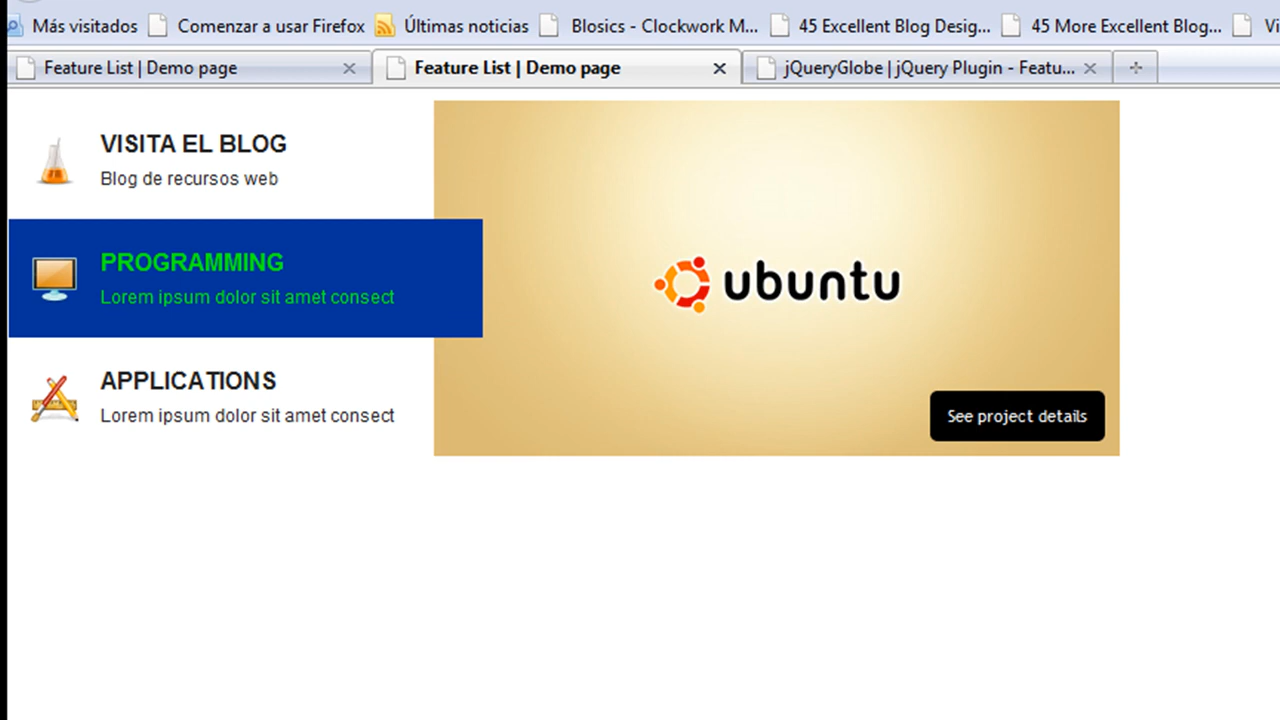 Más visitados Comenzar a usar Firefox Últimas noticias Blosics - Clockwork M... 45 Excellent Blog Desig... 45 More Excellent Blog... Vi
Feature List | Demo page Feature List | Demo page jQueryGlobe | jQuery Plugin - Featu...
VISITA EL BLOG
Blog de recursos web
PROGRAMMING
Lorem ipsum dolor sit amet consect
APPLICATIONS
Lorem ipsum dolor sit amet consect
ubuntu
See project details